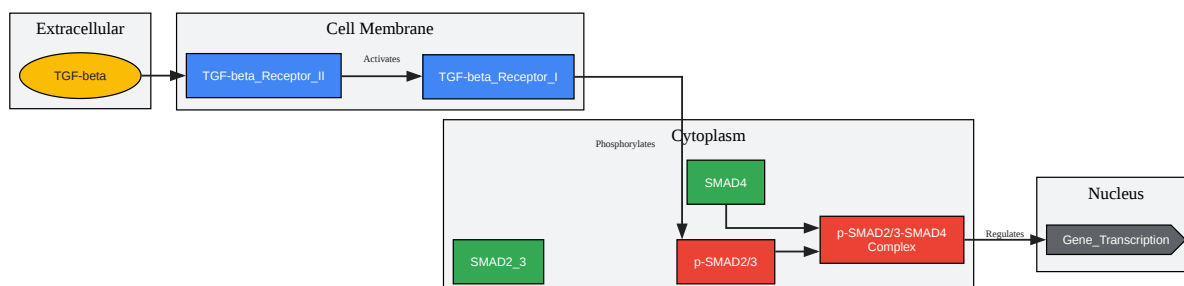 Extracellular
TGF-beta
Cell Membrane
TGF-beta_Receptor_II
Activates
TGF-beta_Receptor_I
Phosphorylates
Cytoplasm
SMAD4
SMAD2_3
p-SMAD2/3
p-SMAD2/3-SMAD4
Complex
Regulates
Nucleus
Gene_Transcription